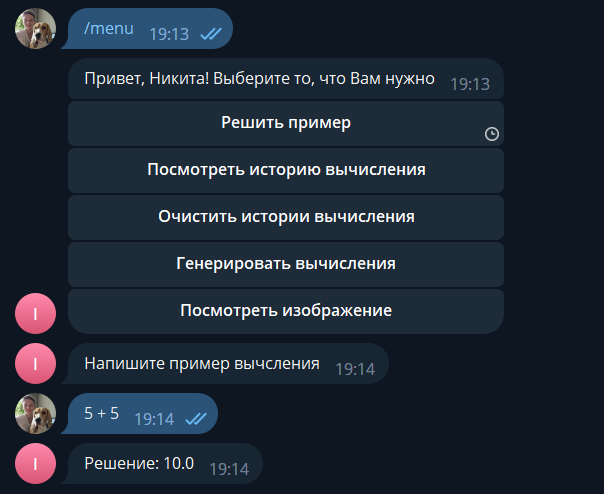 /menu 19:13
Привет, Никита! Выберите то, что Вам нужно 19:13
Решить пример
Посмотреть историю вычисления
Очистить истории вычисления
Генерировать вычисления
Посмотреть изображение
I
Напишите пример вычсления 19:14
I
5 + 5 19:14
Решение: 10.0 19:14
I